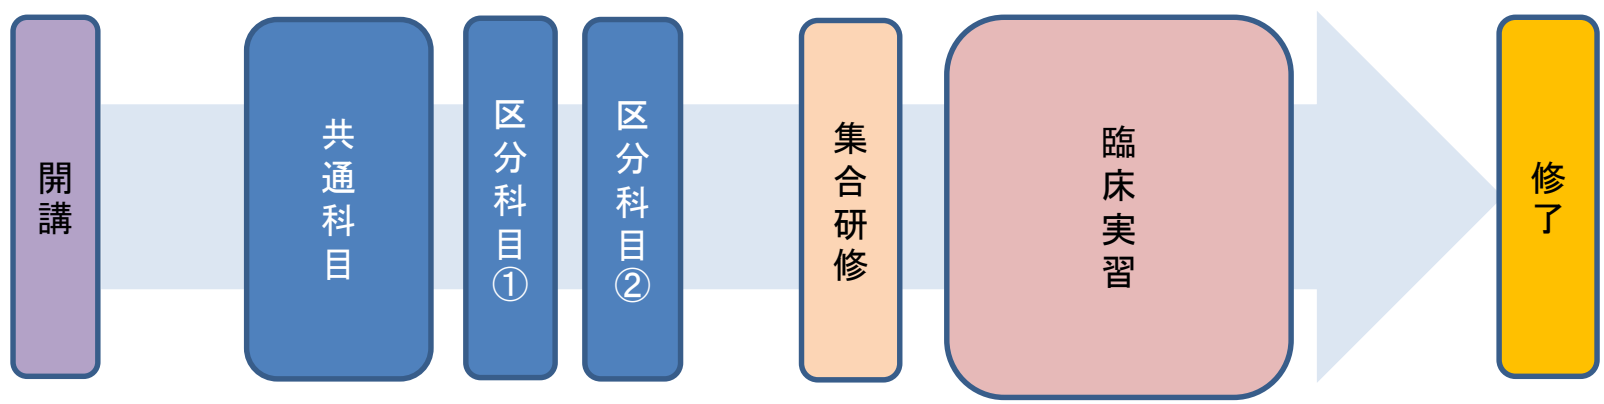 開講
共通科目
区分科目①
区分科目②
集合研修
臨床実習
修了